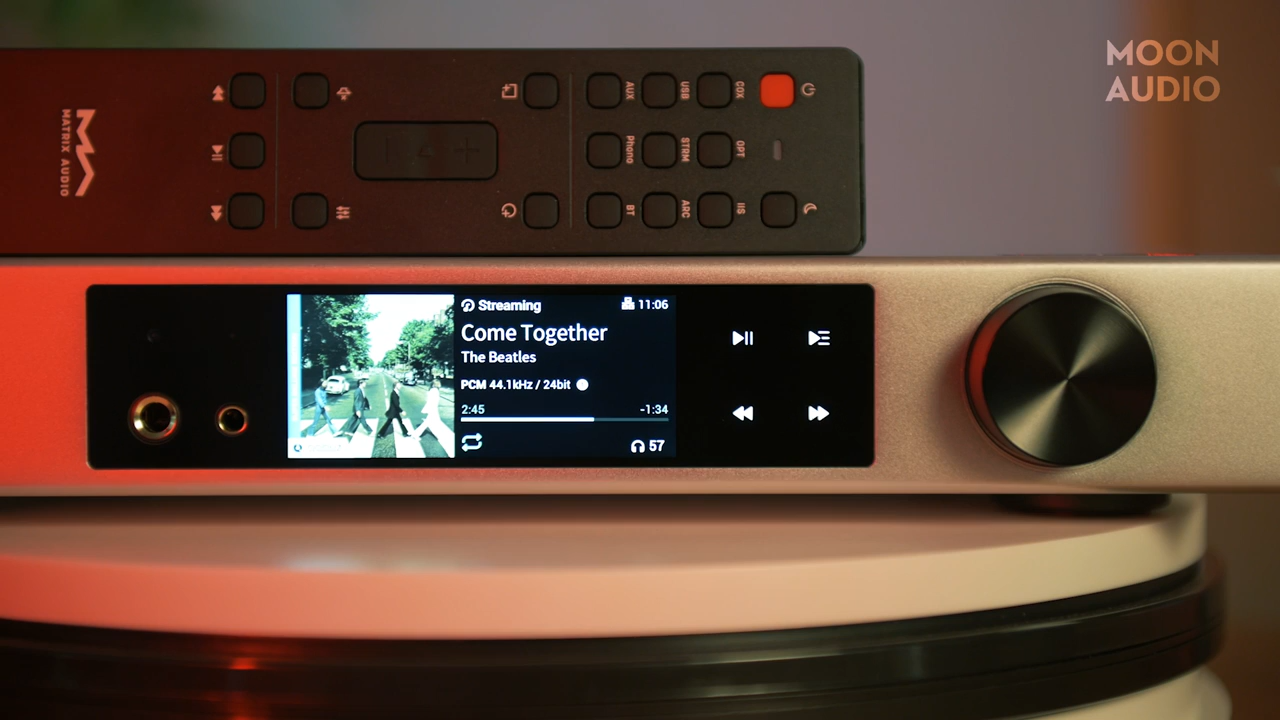 MOON
AUDIO
MATRIX AUDIO
AUX
USB
COX
Phono
STRM
OPT
BT
ARC
IIS
Streaming
11:06
Come Together
The Beatles
PCM 44.1kHz / 24bit
2:45
-1:34
57